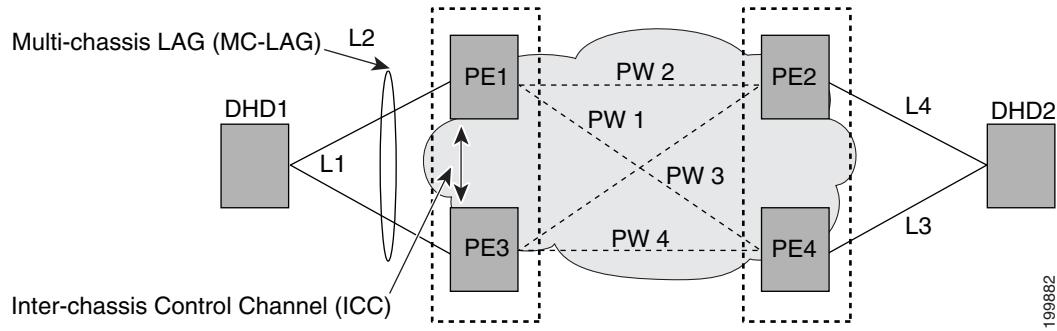 Multi-chassis LAG (MC-LAG)
L2
PE1
PE2
PW 2
DHD1
L4
DHD2
PW 1
L1
PW 3
PW 4
L3
PE3
PE4
Inter-chassis Control Channel (ICC)
199882